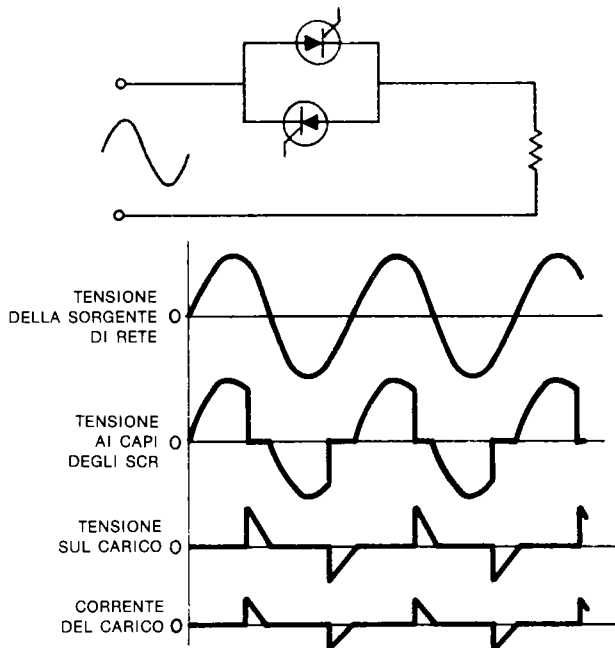 TENSIONE
DELLA SORGENTE 0
DI RETE
TENSIONE
AI CAPI 0
DEGLI SCR
TENSIONE
SUL CARICO 0
CORRENTE
DEL CARICO 0